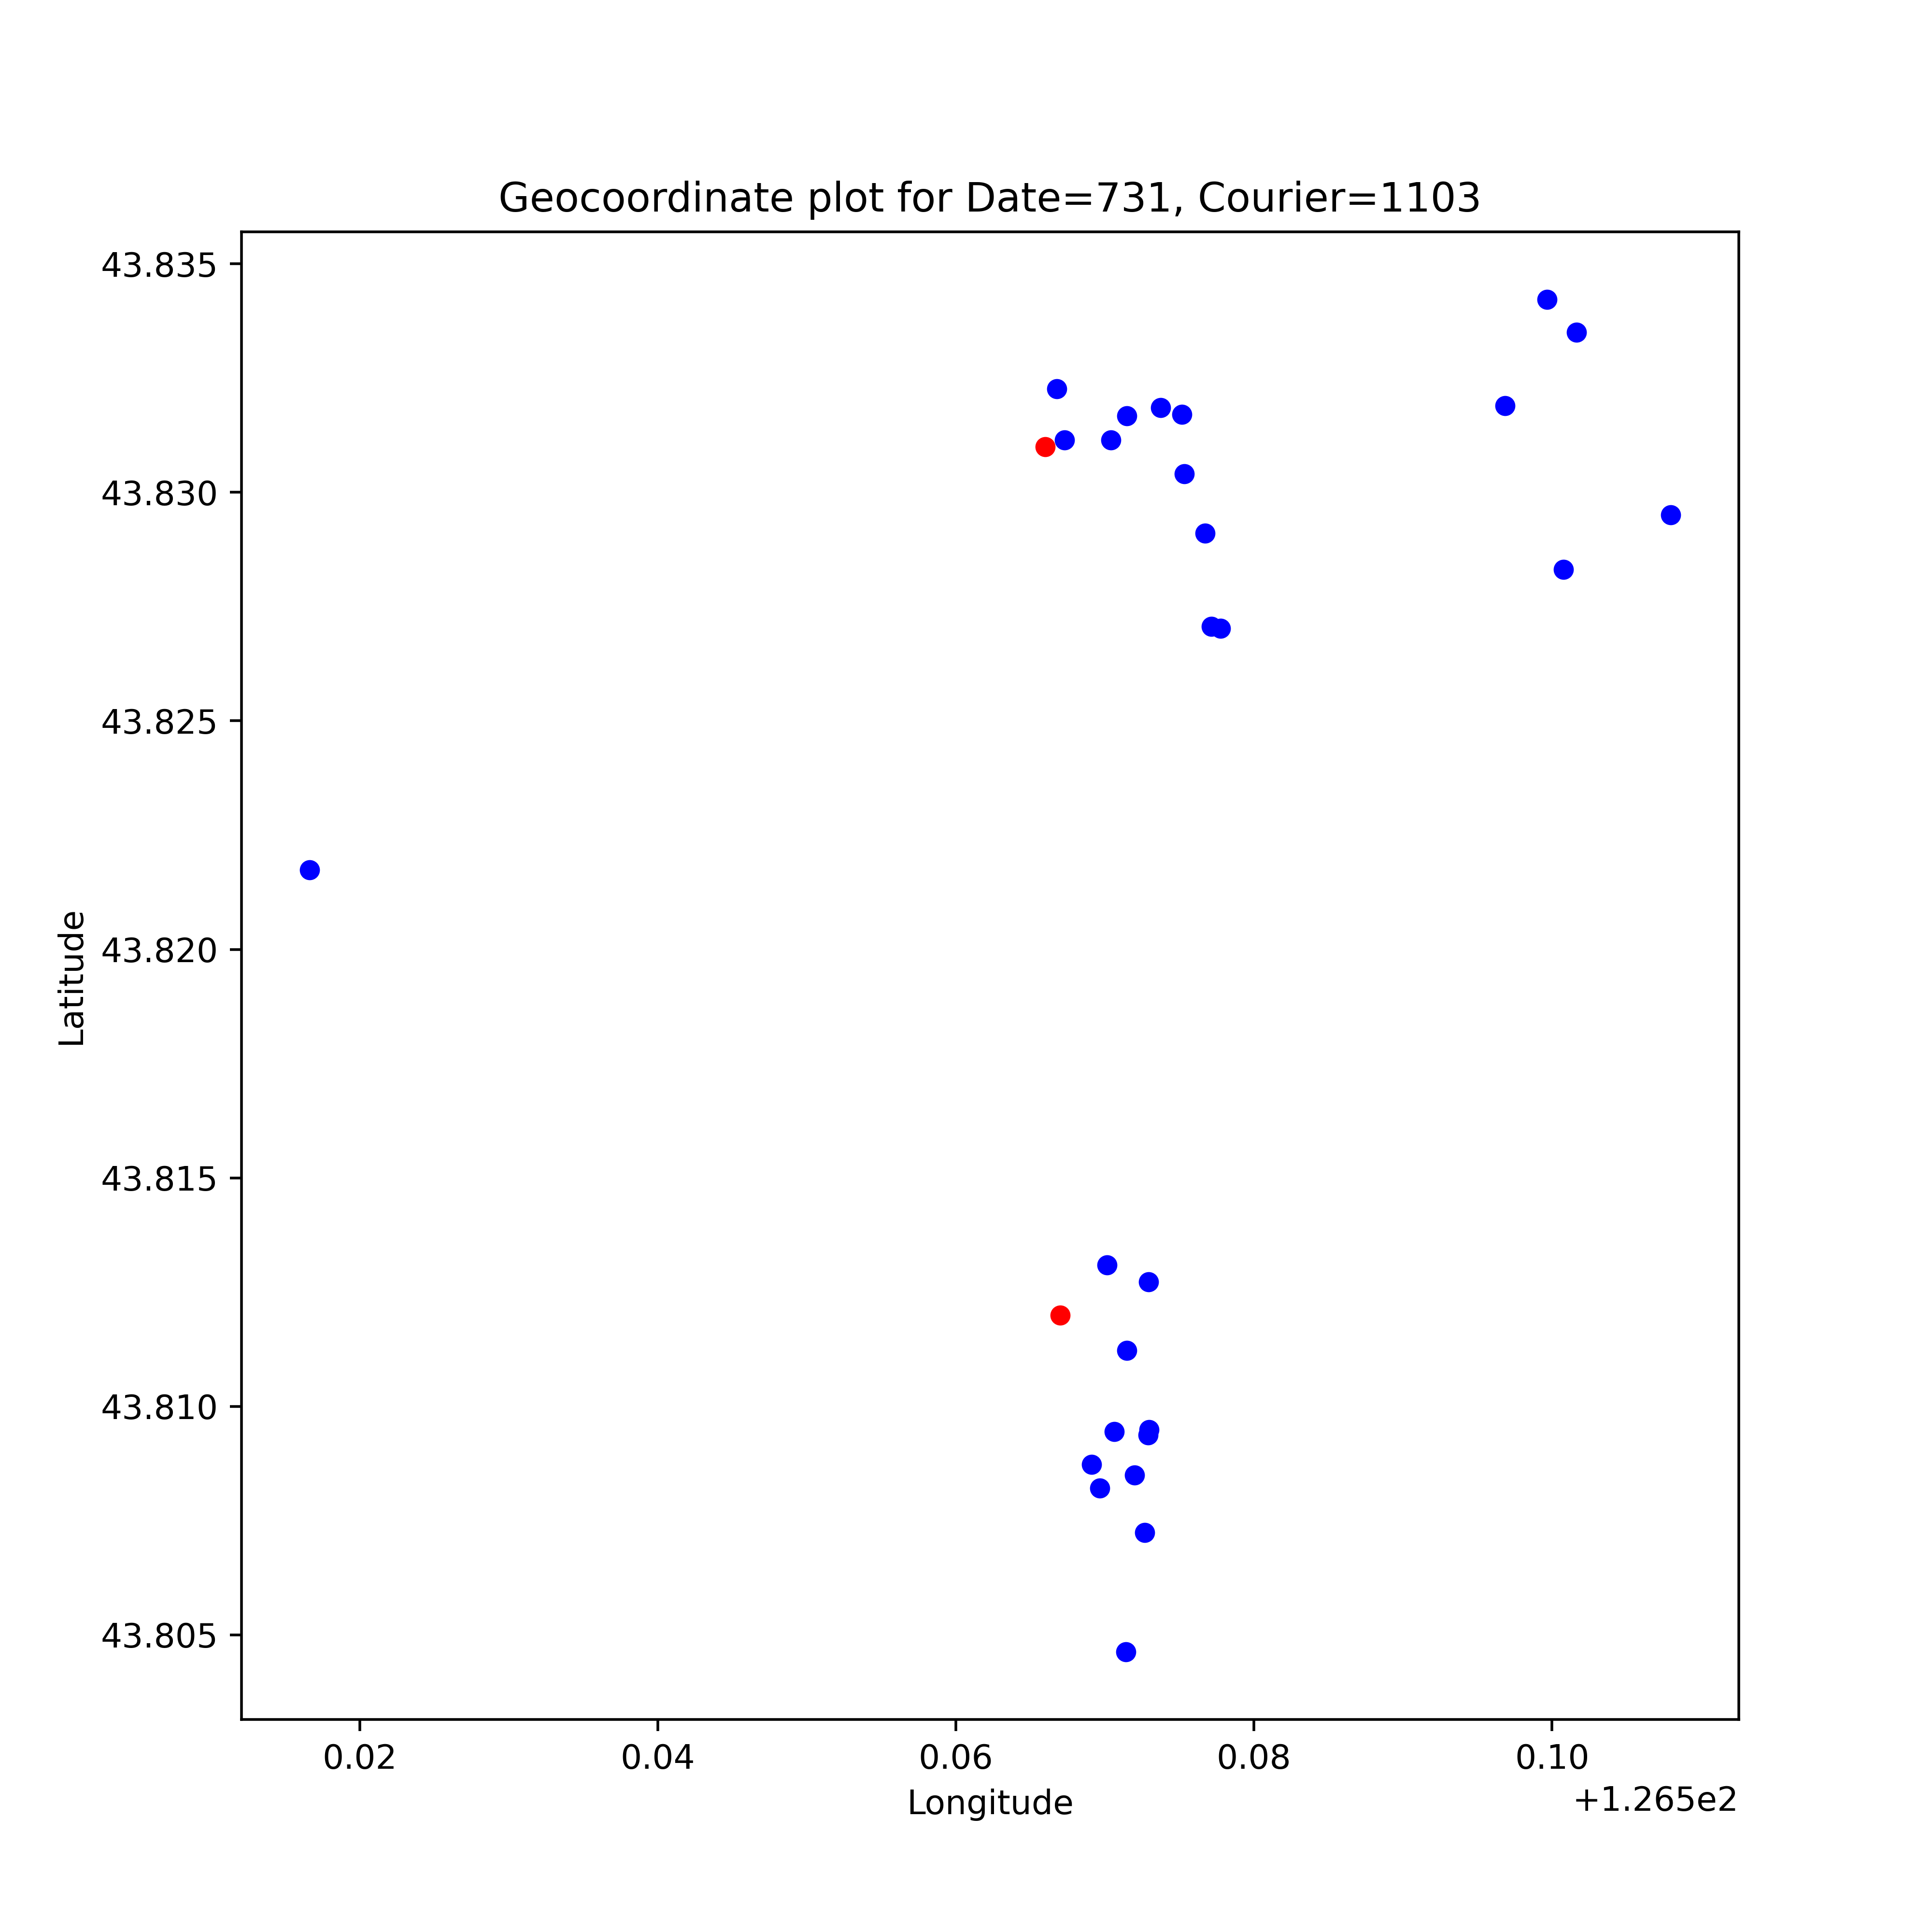 Geocoordinate plot for Date=731, Courier=1103
43.835
43.830
43.825
43.820
43.815
43.810
43.805
Latitude
0.02 0.04 0.06 0.08 0.10
Longitude
+1.265e2